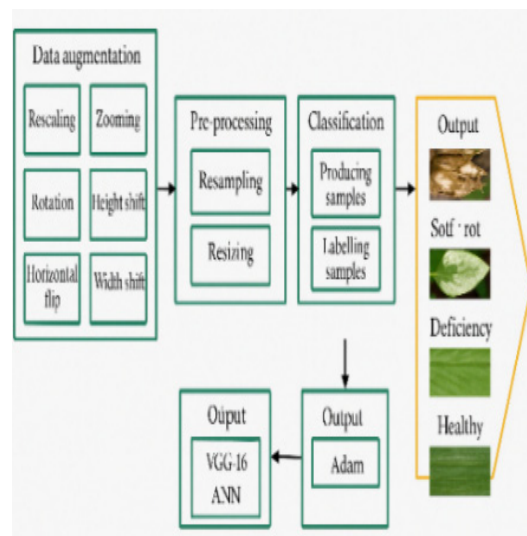 Data augmentation
Rescaling
Zooming
Rotation
Height shift
Horizontal
flip
Width shift
Pre-processing
Resampling
Resizing
Classification
Producing
samples
Labelling
samples
Output
Sotf · rot
Deficiency
Healthy
Ouput
VGG-16
ANN
Output
Adam